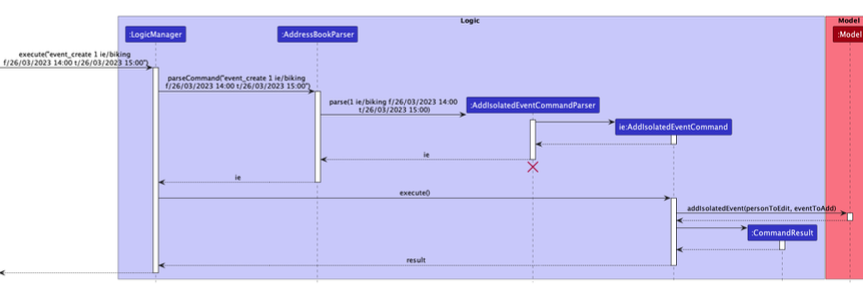 Logic
Model
:LogicManager
:AddressBookParser
:Model
execute("event_create 1 ie/biking
f/26/03/2023 14:00 t/26/03/2023 15:00")
parseCommand("event_create 1 ie/biking
f/26/03/2023 14:00 t/26/03/2023 15:00")
parse(1 ie/biking f/26/03/2023 14:00
t/26/03/2023 15:00)
:AddIsolatedEventCommandParser
ie:AddIsolatedEventCommand
ie
ie
execute()
addIsolatedEvent(personToEdit, eventToAdd)
:CommandResult
result